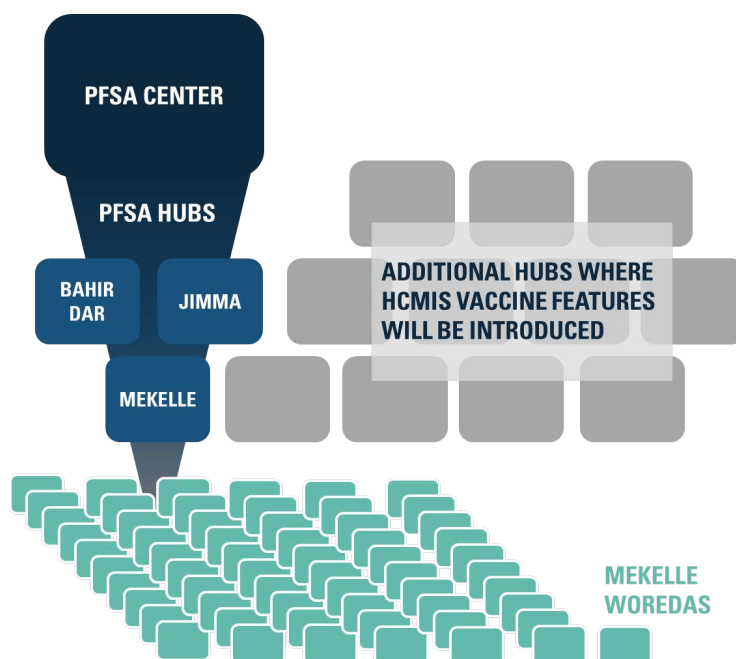 PFSA CENTER
PFSA HUBS
BAHIR
DAR
JIMMA
MEKELLE
ADDITIONAL HUBS WHERE
HCMIS VACCINE FEATURES
WILL BE INTRODUCED
MEKELLE
WOREDAS